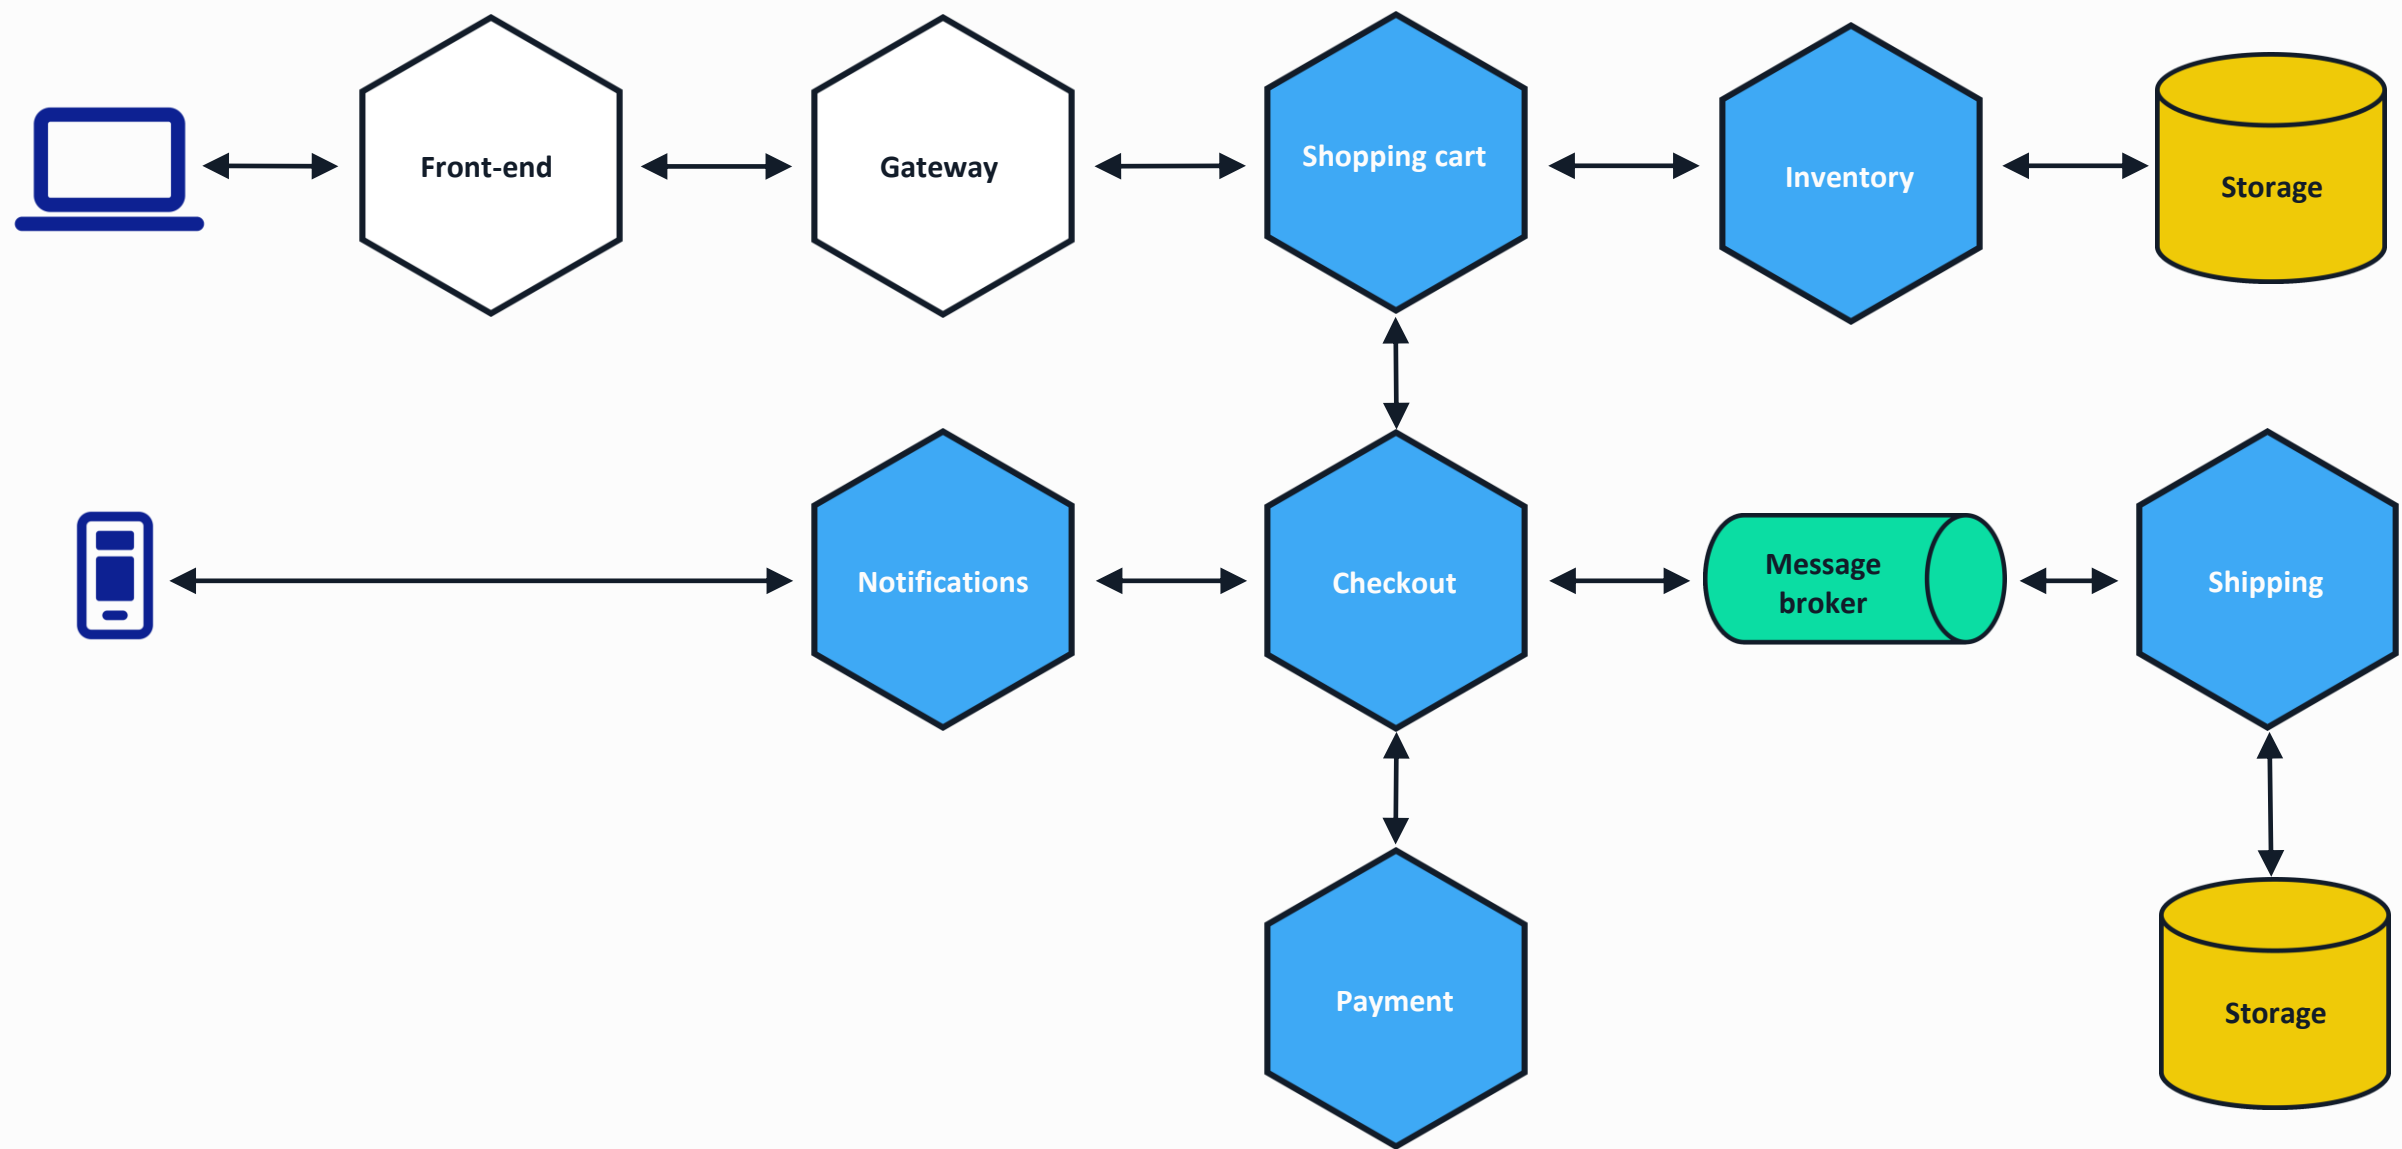 Front-end
Gateway
Shopping cart
Inventory
Storage
Notifications
Checkout
Message
broker
Shipping
Payment
Storage